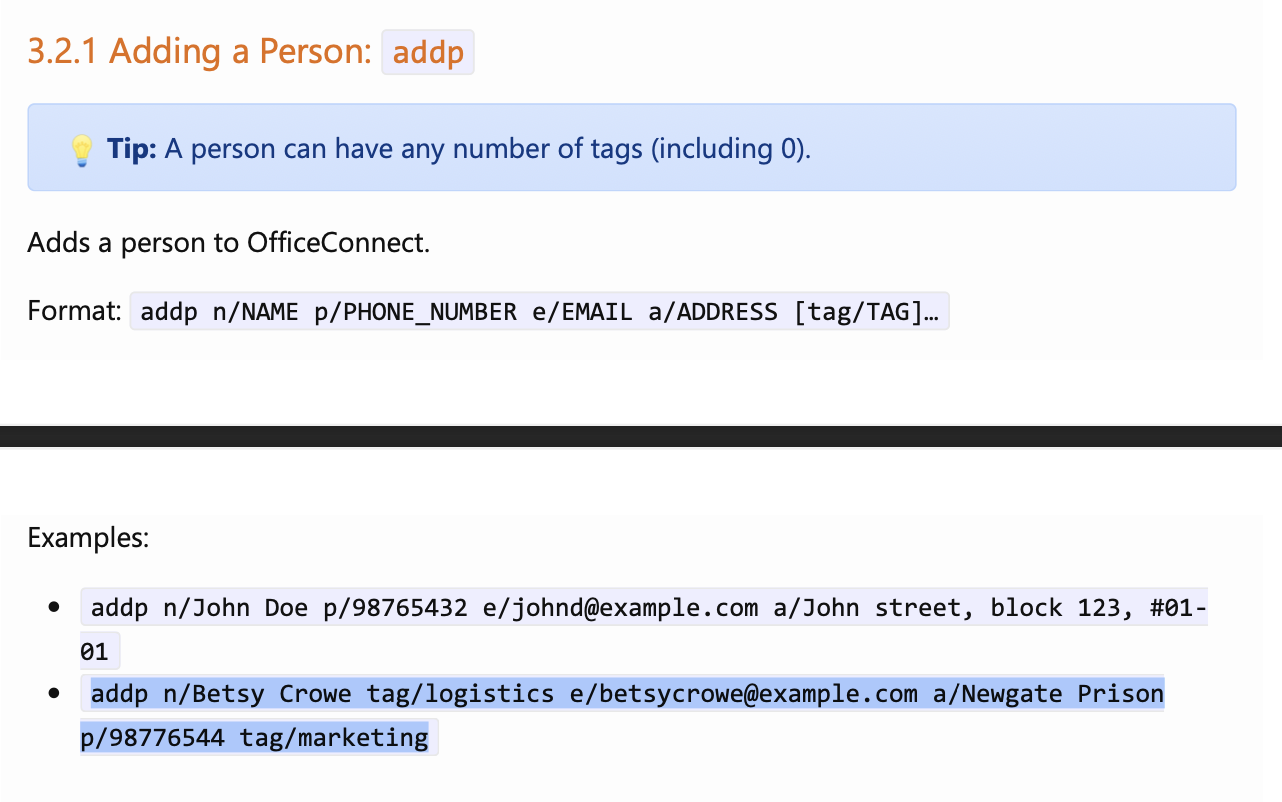 3.2.1 Adding a Person: addp
💡 Tip: A person can have any number of tags (including 0).
Adds a person to OfficeConnect.
Format: addp n/NAME p/PHONE_NUMBER e/EMAIL a/ADDRESS [tag/TAG]…
Examples:
• addp n/John Doe p/98765432 e/johnd@example.com a/John street, block 123, #01-
01
• addp n/Betsy Crowe tag/logistics e/betsycrowe@example.com a/Newgate Prison
p/98776544 tag/marketing